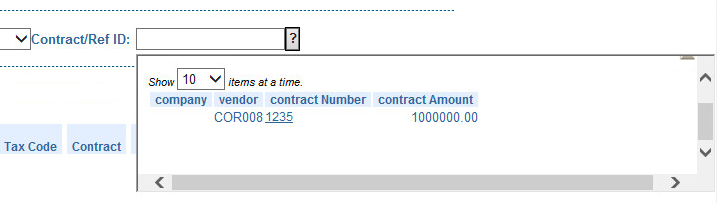 Contract/Ref ID: ?
Show 10 items at a time.
company vendor contract Number contract Amount
COR008 1235 1000000.00
Tax Code Contract